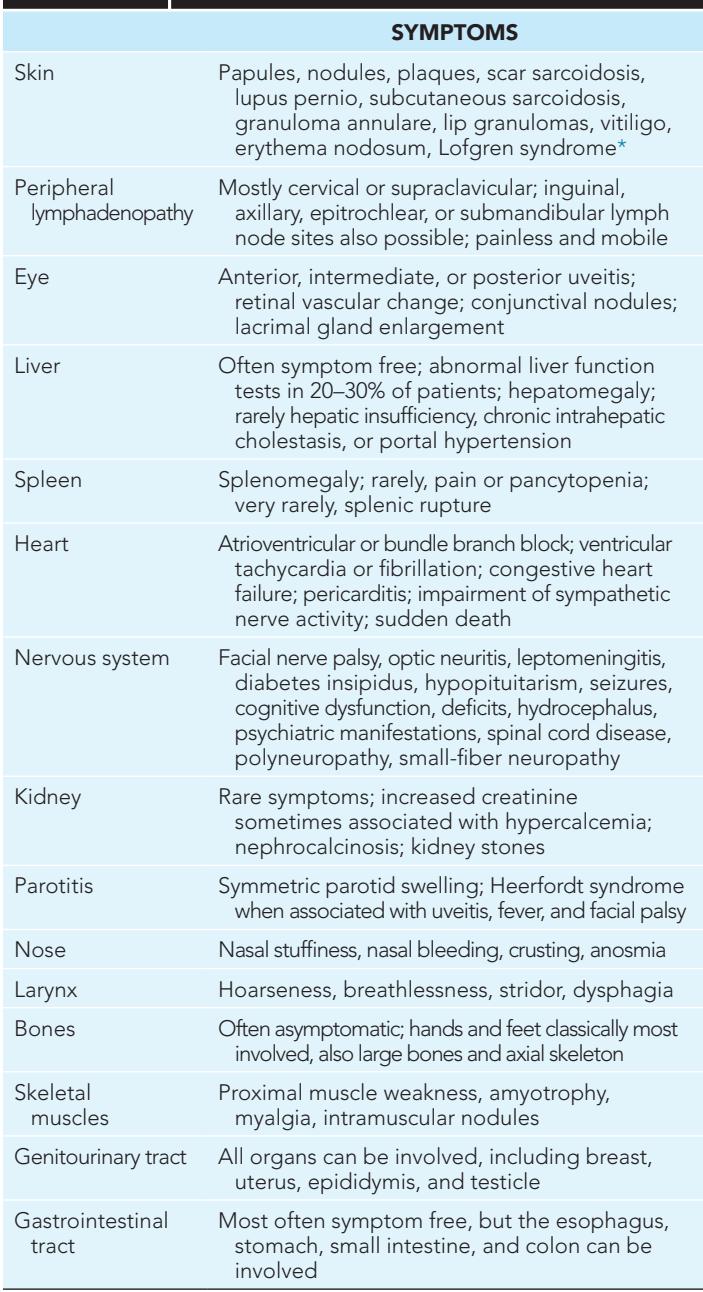 SYMPTOMS
Skin Papules, nodules, plaques, scar sarcoidosis,
lupus pernio, subcutaneous sarcoidosis,
granuloma annulare, lip granulomas, vitiligo,
erythema nodosum, Lofgren syndrome*
Peripheral Mostly cervical or supraclavicular; inguinal,
lymphadenopathy axillary, epitrochlear, or submandibular lymph
node sites also possible; painless and mobile
Eye Anterior, intermediate, or posterior uveitis;
retinal vascular change; conjunctival nodules;
lacrimal gland enlargement
Liver Often symptom free; abnormal liver function
tests in 20–30% of patients; hepatomegaly;
rarely hepatic insufficiency, chronic intrahepatic
cholestasis, or portal hypertension
Spleen Splenomegaly; rarely, pain or pancytopenia;
very rarely, splenic rupture
Heart Atrioventricular or bundle branch block; ventricular
tachycardia or fibrillation; congestive heart
failure; pericarditis; impairment of sympathetic
nerve activity; sudden death
Nervous system Facial nerve palsy, optic neuritis, leptomeningitis,
diabetes insipidus, hypopituitarism, seizures,
cognitive dysfunction, deficits, hydrocephalus,
psychiatric manifestations, spinal cord disease,
polyneuropathy, small-fiber neuropathy
Kidney Rare symptoms; increased creatinine
sometimes associated with hypercalcemia;
nephrocalcinosis; kidney stones
Parotitis Symmetric parotid swelling; Heerfordt syndrome
when associated with uveitis, fever, and facial palsy
Nose Nasal stuffiness, nasal bleeding, crusting, anosmia
Larynx Hoarseness, breathlessness, stridor, dysphagia
Bones Often asymptomatic; hands and feet classically most
involved, also large bones and axial skeleton
Skeletal Proximal muscle weakness, amyotrophy,
muscles myalgia, intramuscular nodules
Genitourinary tract All organs can be involved, including breast,
uterus, epididymis, and testicle
Gastrointestinal Most often symptom free, but the esophagus,
tract stomach, small intestine, and colon can be
involved